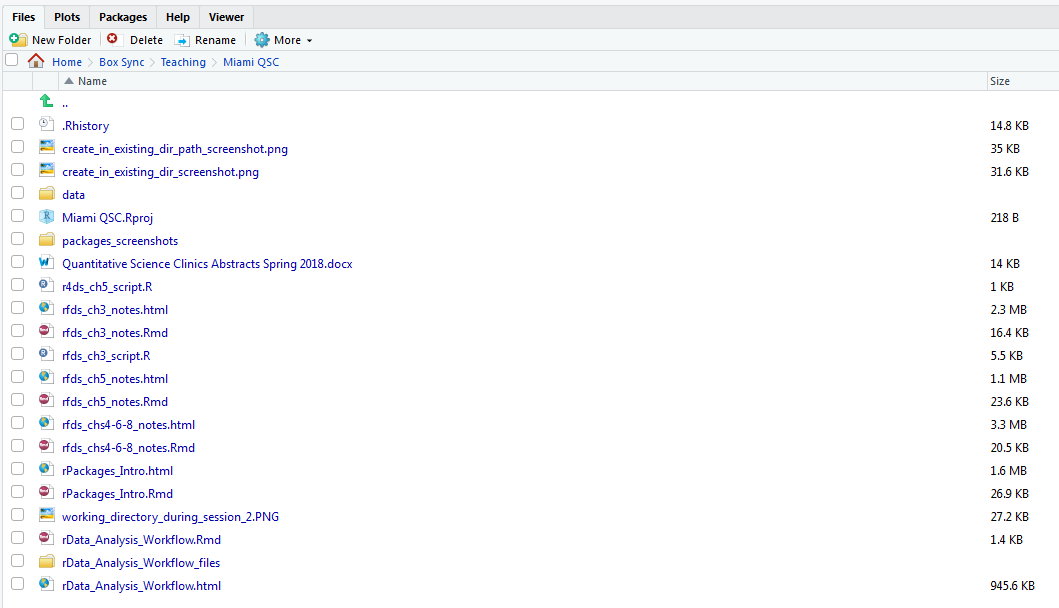 Files Plots Packages Help Viewer
New Folder Delete Rename More
Home Box Sync Teaching Miami QSC
Name Size
..
.Rhistory 14.8 KB
create_in_existing_dir_path_screenshot.png 35 KB
create_in_existing_dir_screenshot.png 31.6 KB
data
Miami QSC.Rproj 218 B
packages_screenshots
Quantitative Science Clinics Abstracts Spring 2018.docx 14 KB
r4ds_ch5_script.R 1 KB
rfds_ch3_notes.html 2.3 MB
rfds_ch3_notes.Rmd 16.4 KB
rfds_ch3_script.R 5.5 KB
rfds_ch5_notes.html 1.1 MB
rfds_ch5_notes.Rmd 23.6 KB
rfds_chs4-6-8_notes.html 3.3 MB
rfds_chs4-6-8_notes.Rmd 20.5 KB
rPackages_Intro.html 1.6 MB
rPackages_Intro.Rmd 26.9 KB
working_directory_during_session_2.PNG 27.2 KB
rData_Analysis_Workflow.Rmd 1.4 KB
rData_Analysis_Workflow_files
rData_Analysis_Workflow.html 945.6 KB